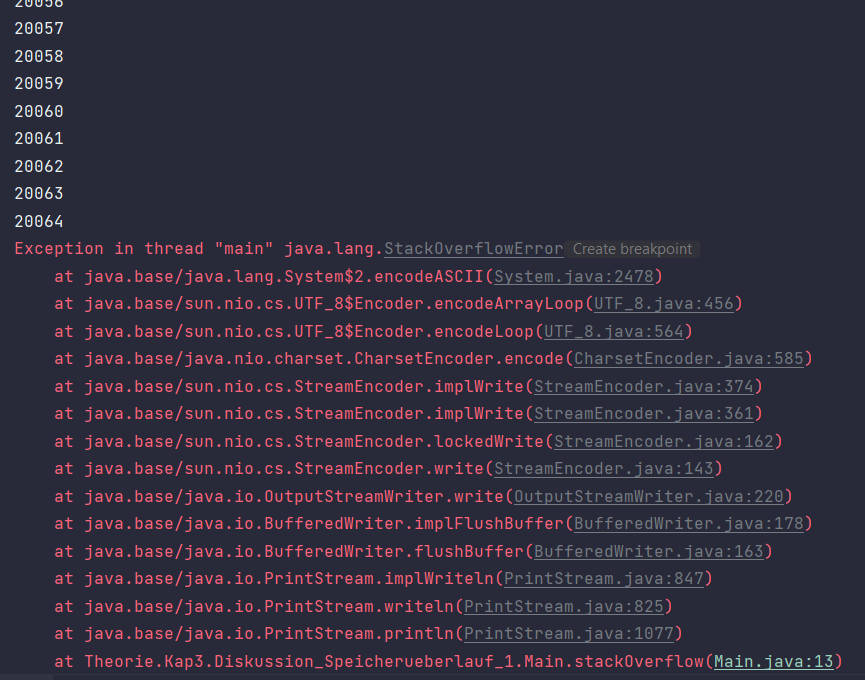 20056
20057
20058
20059
20060
20061
20062
20063
20064
Exception in thread "main" java.lang.StackOverflowError Create breakpoint
    at java.base/java.lang.System$2.encodeASCII(System.java:2478)
    at java.base/sun.nio.cs.UTF_8$Encoder.encodeArrayLoop(UTF_8.java:456)
    at java.base/sun.nio.cs.UTF_8$Encoder.encodeLoop(UTF_8.java:564)
    at java.base/java.nio.charset.CharsetEncoder.encode(CharsetEncoder.java:585)
    at java.base/sun.nio.cs.StreamEncoder.implWrite(StreamEncoder.java:374)
    at java.base/sun.nio.cs.StreamEncoder.implWrite(StreamEncoder.java:361)
    at java.base/sun.nio.cs.StreamEncoder.lockedWrite(StreamEncoder.java:162)
    at java.base/sun.nio.cs.StreamEncoder.write(StreamEncoder.java:143)
    at java.base/java.io.OutputStreamWriter.write(OutputStreamWriter.java:220)
    at java.base/java.io.BufferedWriter.implFlushBuffer(BufferedWriter.java:178)
    at java.base/java.io.BufferedWriter.flushBuffer(BufferedWriter.java:163)
    at java.base/java.io.PrintStream.implWriteln(PrintStream.java:847)
    at java.base/java.io.PrintStream.writeln(PrintStream.java:825)
    at java.base/java.io.PrintStream.println(PrintStream.java:1077)
    at Theorie.Kap3.Diskussion_Speicherueberlauf_1.Main.stackOverflow(Main.java:13)